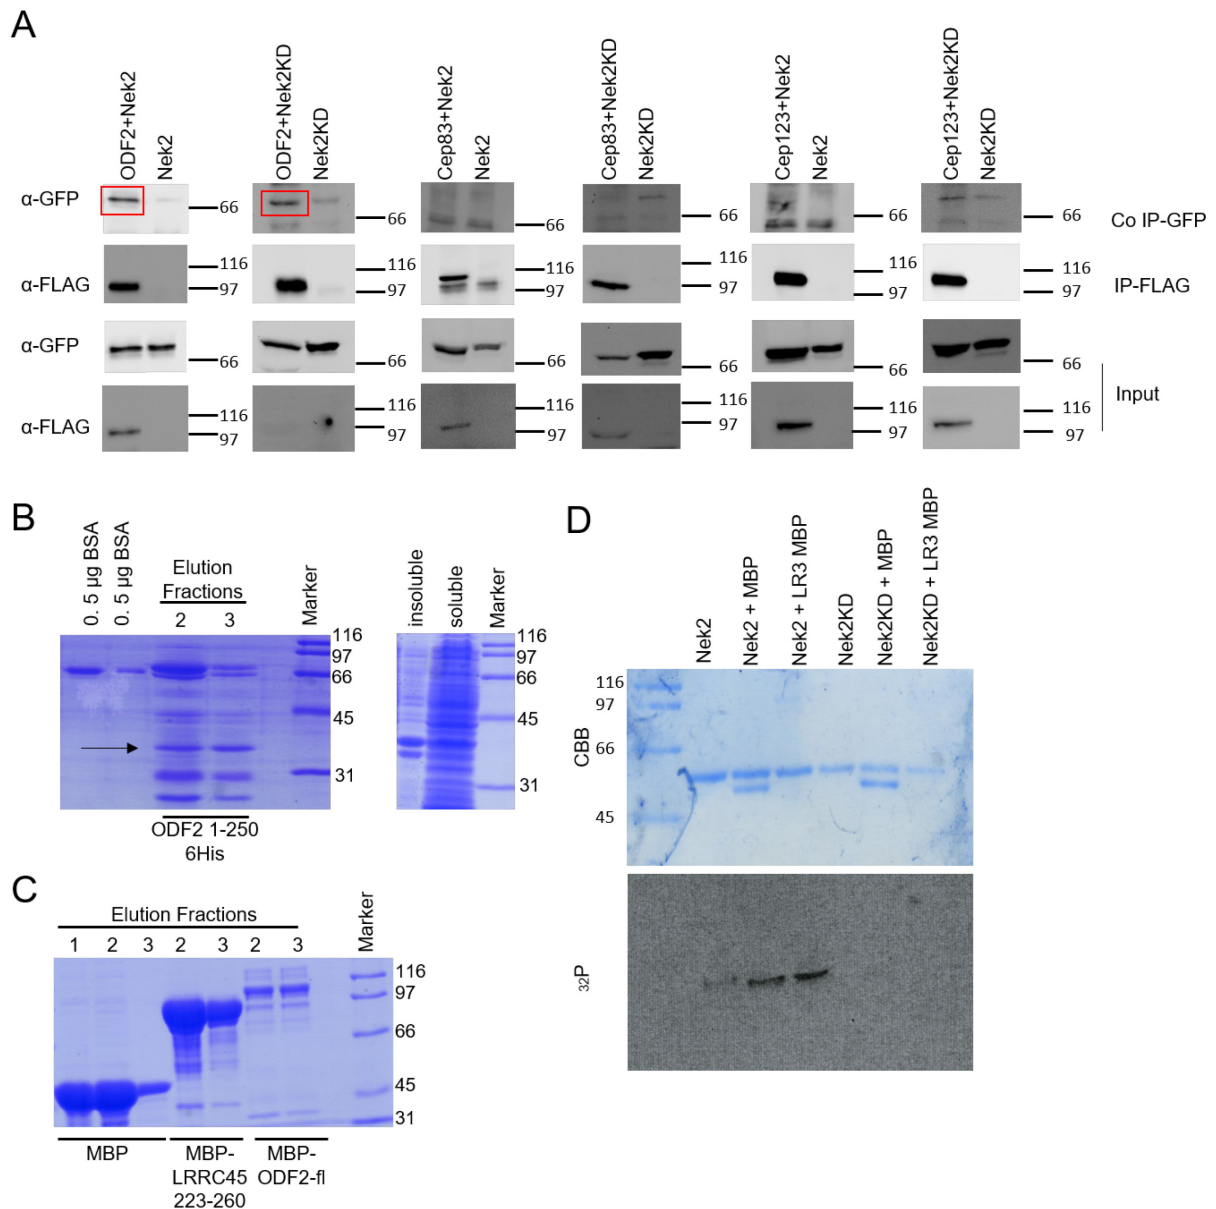 A
ODF2+Nek2
Nek2
ODF2+Nek2KD
Nek2KD
Cep83+Nek2
Nek2
Cep83+Nek2KD
Nek2KD
Cep123+Nek2
Nek2
Cep123+Nek2KD
Nek2KD
α-GFP
66
66
66
66
66
66
Co IP-GFP
α-FLAG
116
97
116
97
116
97
116
97
116
97
116
97
IP-FLAG
α-GFP
66
66
66
66
66
66
α-FLAG
116
97
116
97
116
97
116
97
116
97
116
97
Input
B
0. 5 µg BSA
0. 5 µg BSA
Elution
Fractions
2 3
Marker
116
97
66
45
31
ODF2 1-250
6His
insoluble
soluble
Marker
116
97
66
45
31
C
Elution Fractions
1 2 3 2 3 2 3
Marker
116
97
66
45
31
MBP
MBP-
LRRC45
223-260
MBP-
ODF2-fl
D
Nek2
Nek2 + MBP
Nek2 + LR3 MBP
Nek2KD
Nek2KD + MBP
Nek2KD + LR3 MBP
CBB
116
97
66
45
32P